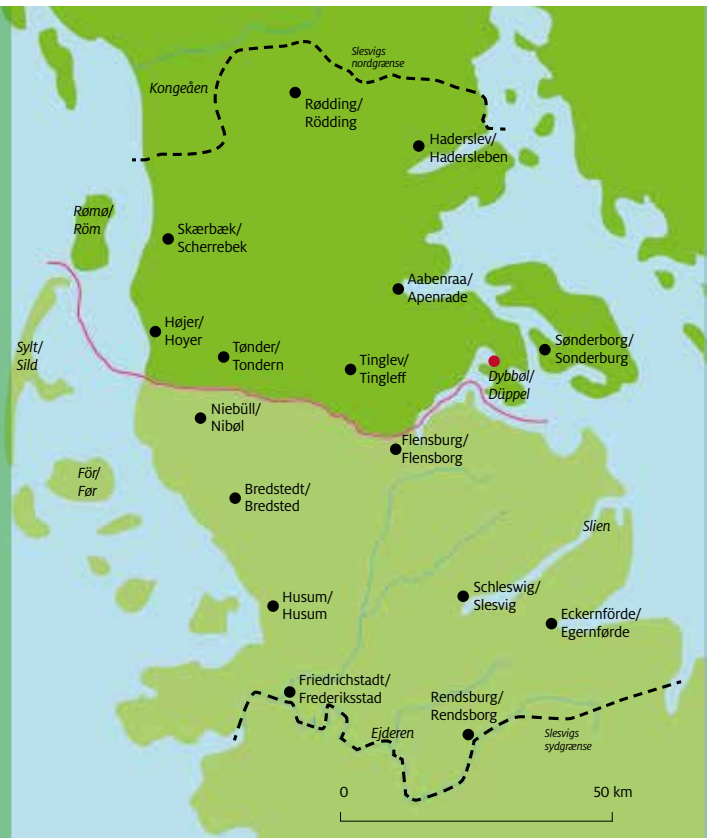 Slesvigs
nordgrænse
Kongeåen
Rødding/
Rödding
Haderslev/
Hadersleben
Rømø/
Röm
Skærbæk/
Scherrebek
Aabenraa/
Apenrade
Højer/
Hoyer
Sylt/
Sild
Tønder/
Tondern
Tinglev/
Tingleff
Sønderborg/
Sonderburg
Dybbøl/
Düppel
Niebüll/
Nibøl
Flensburg/
Flensborg
För/
Før
Bredstedt/
Bredsted
Slien
Husum/
Husum
Schleswig/
Slesvig
Eckernförde/
Egernførde
Friedrichstadt/
Frederiksstad
Rendsburg/
Rendsborg
Ejderen
Slesvigs
sydgrænse
0 50 km